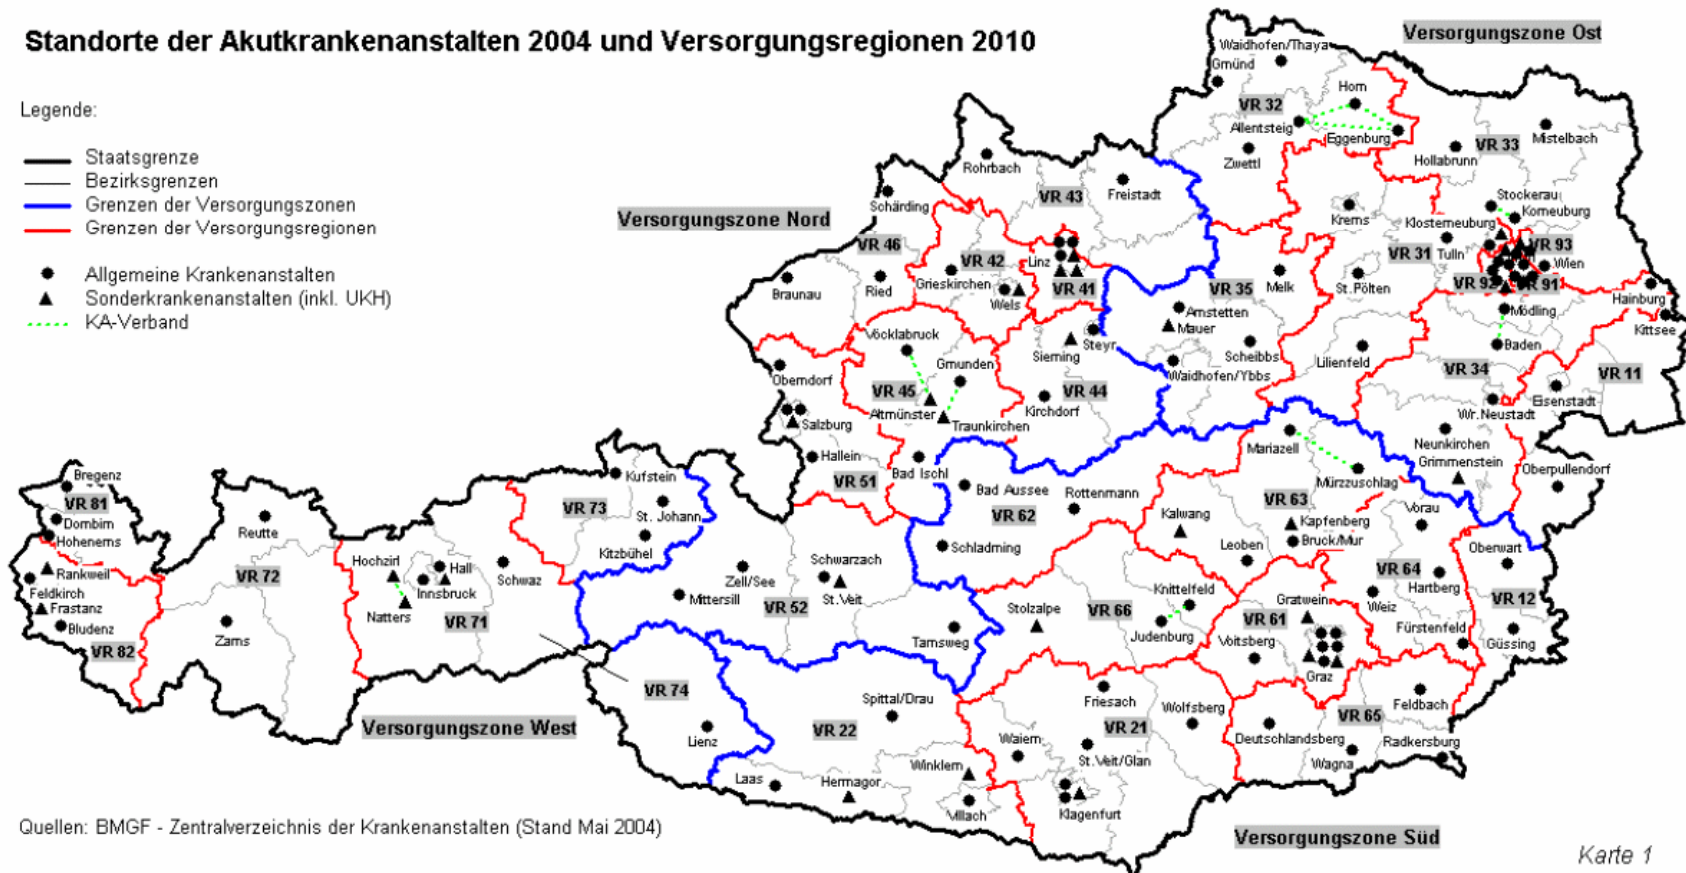 Standorte der Akutkrankenanstalten 2004 und Versorgungsregionen 2010
Legende:
Staatsgrenze
Bezirksgrenzen
Grenzen der Versorgungszonen
Grenzen der Versorgungsregionen
Allgemeine Krankenanstalten
Sonderkrankenanstalten (inkl. UKH)
KA-Verband
Versorgungszone Ost
Waidhofen/Thaya
Gmünd
Horn
VR 32
Allentsteig
Eggenburg
Zwettl
Mistelbach
VR 33
Hollabrunn
Stockerau
Korneuburg
Klosterneuburg
Krems
Tulln
VR 31
VR 93
Wien
VR 92
VR 91
St.Pölten
Mödling
Hainburg
Kittsee
Baden
Lilienfeld
VR 34
VR 11
Eisenstadt
Wr.Neustadt
Neunkirchen
Grimmenstein
Oberpullendorf
VR 35
Melk
Amstetten
Mauer
Scheibbs
Waidhofen/Ybbs
Versorgungszone Nord
Rohrbach
Freistadt
VR 43
Schärding
VR 46
VR 42
Linz
Grieskirchen
Wels
VR 41
Braunau
Ried
Vöcklabruck
Sierning
Steyr
Gmunden
VR 45
VR 44
Kirchdorf
Altmünster
Traunkirchen
Oberndorf
Salzburg
Hallein
Bad Ischl
VR 51
Bregenz
VR 81
Dornbirn
Hohenems
Rankweil
Feldkirch
Frastanz
Bludenz
VR 82
Reutte
VR 72
Zams
Hochzirl
Hall
Innsbruck
Natters
VR 71
Schwaz
Kufstein
VR 73
St. Johann
Kitzbühel
Zell/See
Mittersill
VR 52
Schwarzach
St.Veit
Tamsweg
Versorgungszone West
VR 74
Lienz
Bad Aussee
VR 62
Rottenmann
Schladming
Mariazell
Mürzzuschlag
VR 63
Kalwang
Kapfenberg
Bruck/Mur
Leoben
Vorau
VR 64
Hartberg
Weiz
Fürstenfeld
Oberwart
VR 12
Güssing
Stolzalpe
VR 66
Knittelfeld
Judenburg
Gratwein
VR 61
Voitsberg
Graz
Feldbach
VR 65
Deutschlandsberg
Wagna
Radkersburg
Spittal/Drau
VR 22
Laas
Hermagor
Winklern
Villach
Friesach
VR 21
Wolfsberg
Waiern
St.Veit/Glan
Klagenfurt
Versorgungszone Süd
Quellen: BMGF - Zentralverzeichnis der Krankenanstalten (Stand Mai 2004)
Karte 1